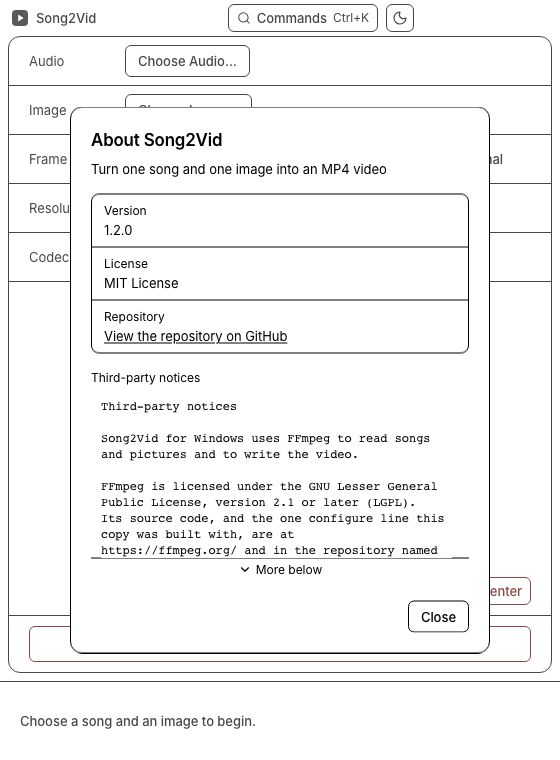 Song2Vid
Commands Ctrl+K
Audio
Choose Audio...
Image
Frame
Resolu
Codec
About Song2Vid
Turn one song and one image into an MP4 video
Version
1.2.0
License
MIT License
Repository
View the repository on GitHub
Third-party notices
Third-party notices
Song2Vid for Windows uses FFmpeg to read songs
and pictures and to write the video.
FFmpeg is licensed under the GNU Lesser General
Public License, version 2.1 or later (LGPL).
Its source code, and the one configure line this
copy was built with, are at
https://ffmpeg.org/ and in the repository named
More below
Close
enter
Choose a song and an image to begin.